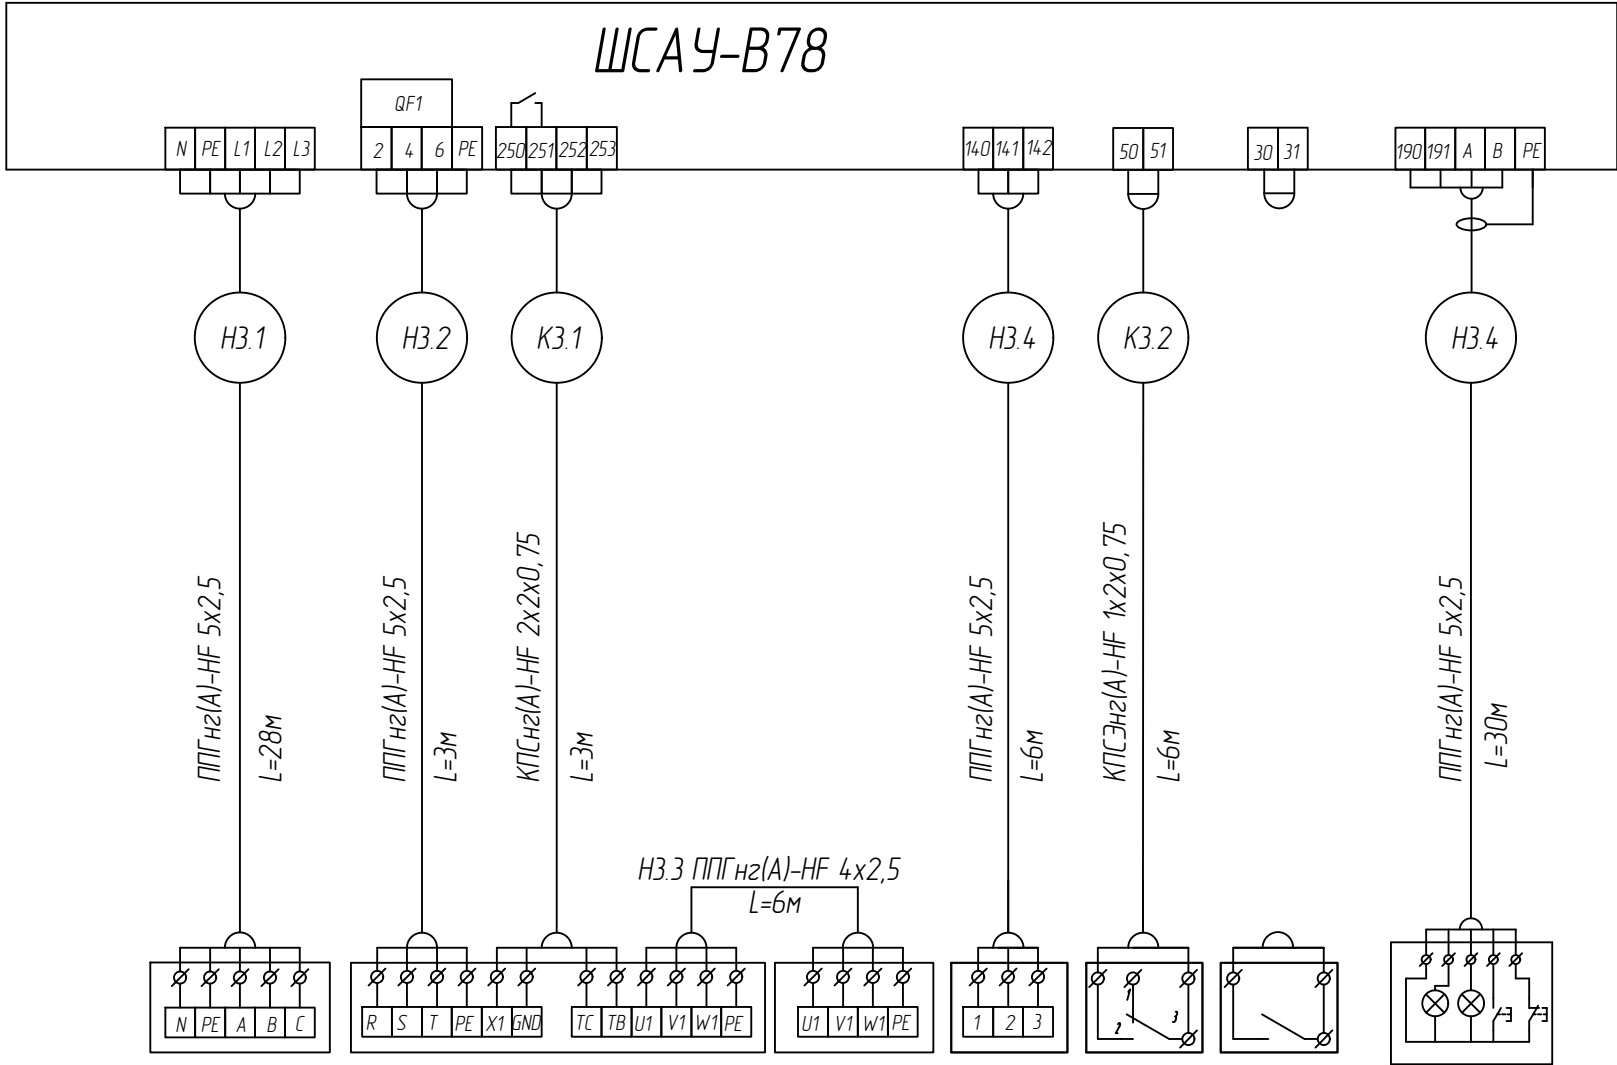 ШСАУ-В78
QF1
N PE L1 L2 L3
2 4 6 PE
250 251 252 253
140 141 142
50 51
30 31
190 191 A B PE
Н3.1
Н3.2
К3.1
Н3.4
К3.2
Н3.4
ППГнг(А)-HF 5х2,5
L=28м
ППГнг(А)-HF 5х2,5
L=3м
КПСнг(А)-HF 2х2х0,75
L=3м
ППГнг(А)-HF 5х2,5
L=6м
КПСЭнг(А)-HF 1х2х0,75
L=6м
ППГнг(А)-HF 5х2,5
L=30м
Н3.3 ППГнг(А)-HF 4х2,5
L=6м
N PE A B C
R S T PE X1 GND TC TB U1 V1 W1 PE
U1 V1 W1 PE
1 2 3
1
2
3